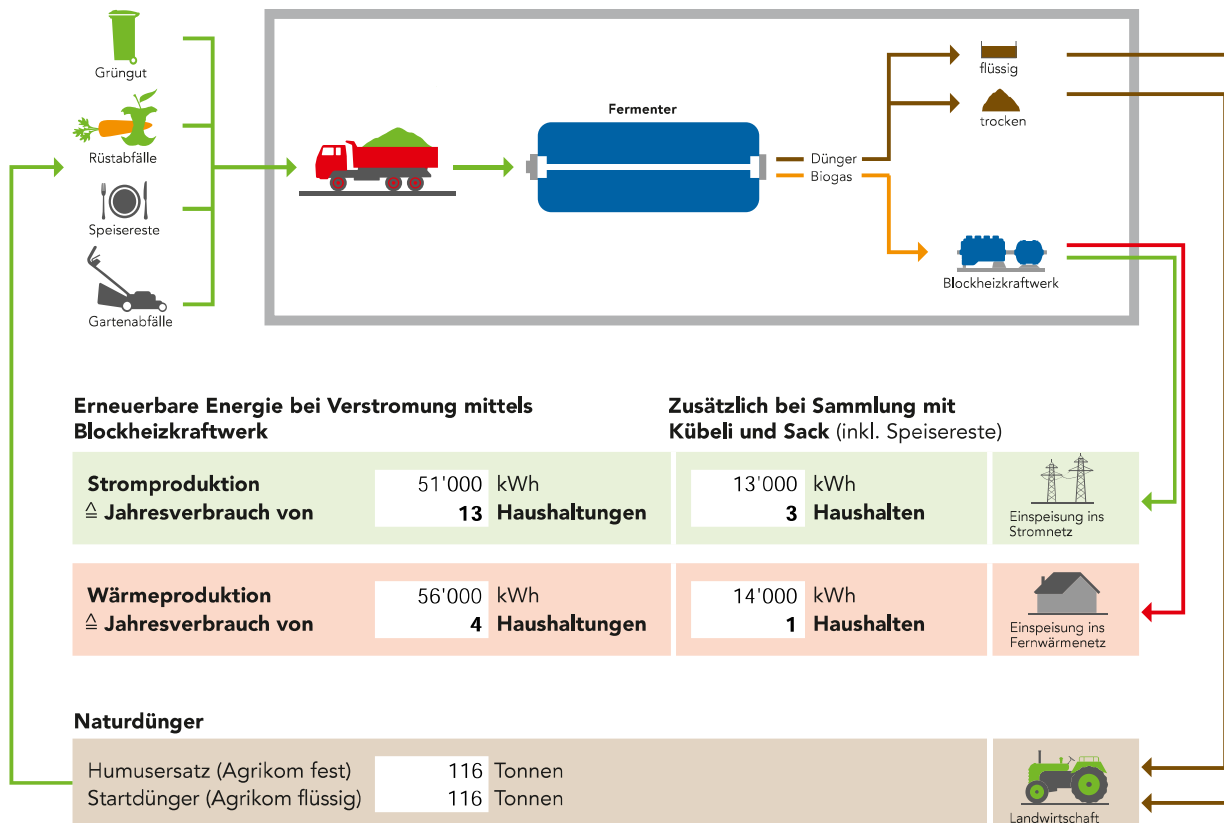 Grüngut
Rüstabfälle
Speisereste
Gartenabfälle
Fermenter
Dünger
Biogas
flüssig
trocken
Blockheizkraftwerk
Erneuerbare Energie bei Verstromung mittels
Blockheizkraftwerk
Zusätzlich bei Sammlung mit
Kübeli und Sack (inkl. Speisereste)
Stromproduktion 51'000 kWh 13'000 kWh
≙ Jahresverbrauch von 13 Haushaltungen 3 Haushalten
Einspeisung ins
Stromnetz
Wärmeproduktion 56'000 kWh 14'000 kWh
≙ Jahresverbrauch von 4 Haushaltungen 1 Haushalten
Einspeisung ins
Fernwärmenetz
Naturdünger
Humusersatz (Agrikom fest) 116 Tonnen
Startdünger (Agrikom flüssig) 116 Tonnen
Landwirtschaft